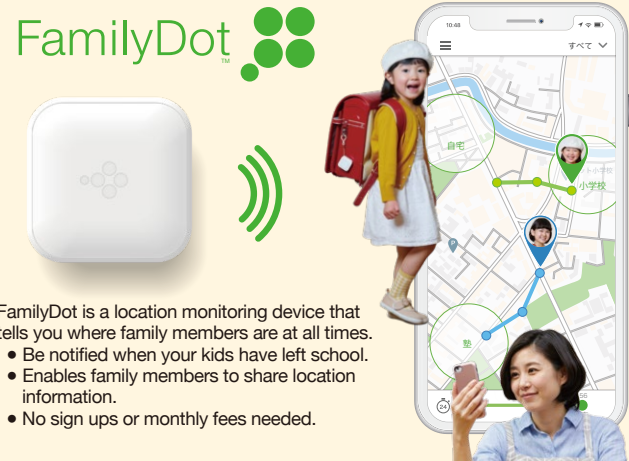 FamilyDot
TM
10:48
すべて
自宅
小学校
P
塾
24
FamilyDot is a location monitoring device that
tells you where family members are at all times.
• Be notified when your kids have left school.
• Enables family members to share location
information.
• No sign ups or monthly fees needed.